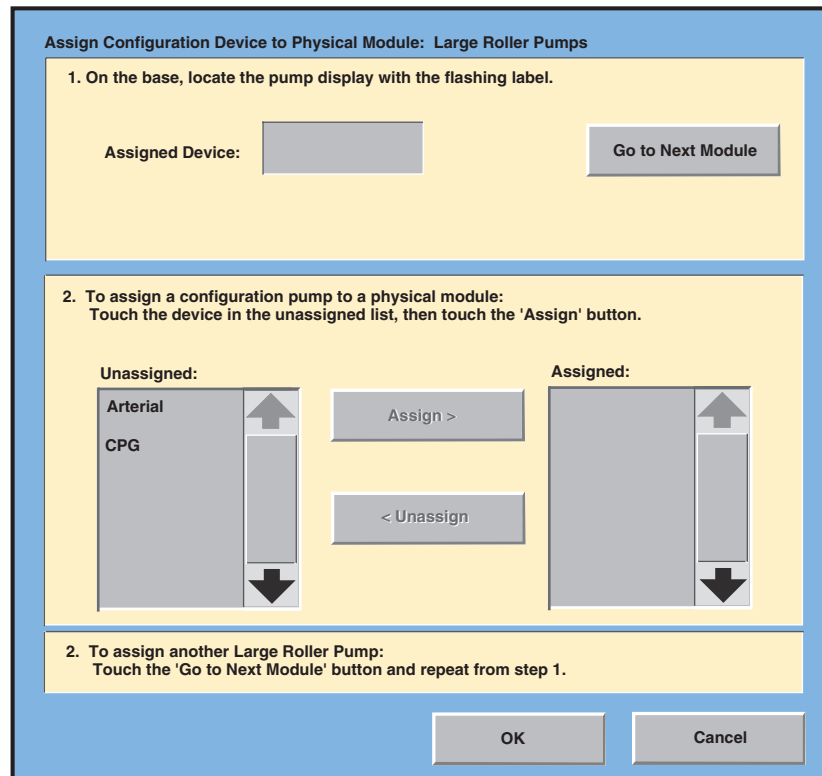 Assign Configuration Device to Physical Module:  Large Roller Pumps
1. On the base, locate the pump display with the flashing label.
Assigned Device:
Go to Next Module
2.  To assign a configuration pump to a physical module:
Touch the device in the unassigned list, then touch the 'Assign' button.
Unassigned:
Assigned:
Arterial
CPG
Assign >
< Unassign
2.  To assign another Large Roller Pump:
Touch the 'Go to Next Module' button and repeat from step 1.
OK
Cancel